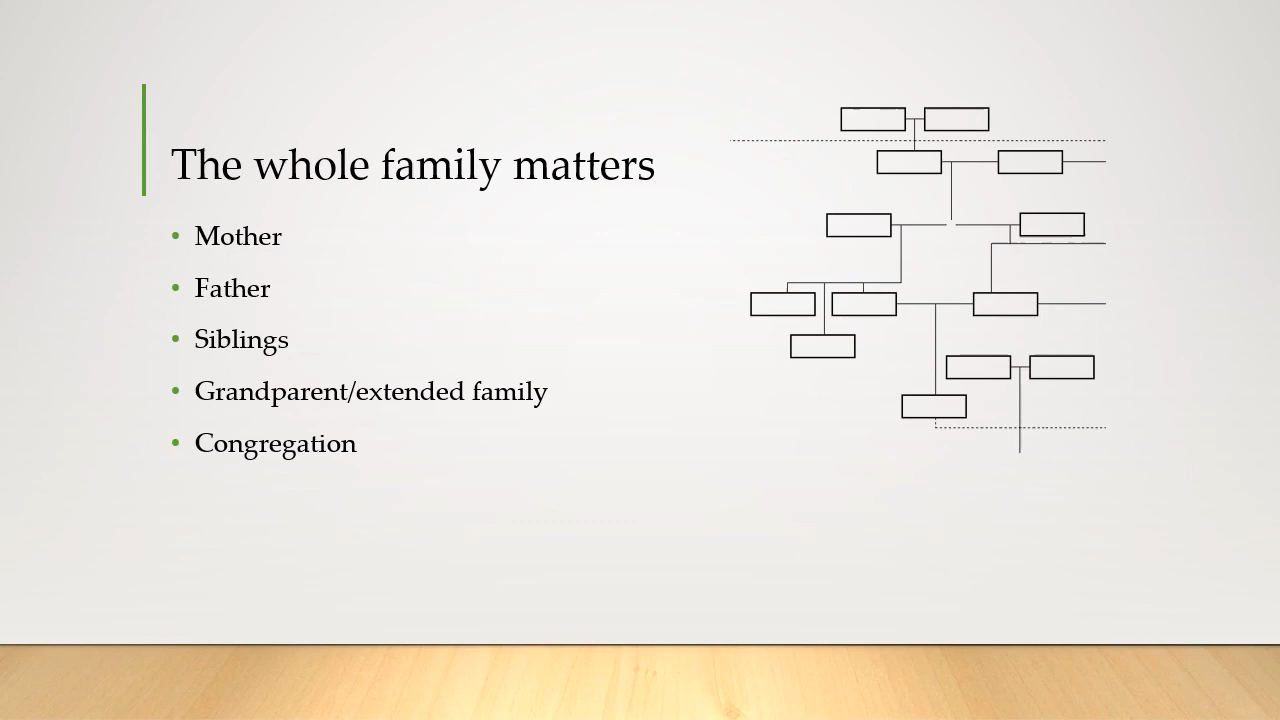 The whole family matters
Mother
Father
Siblings
Grandparent/extended family
Congregation